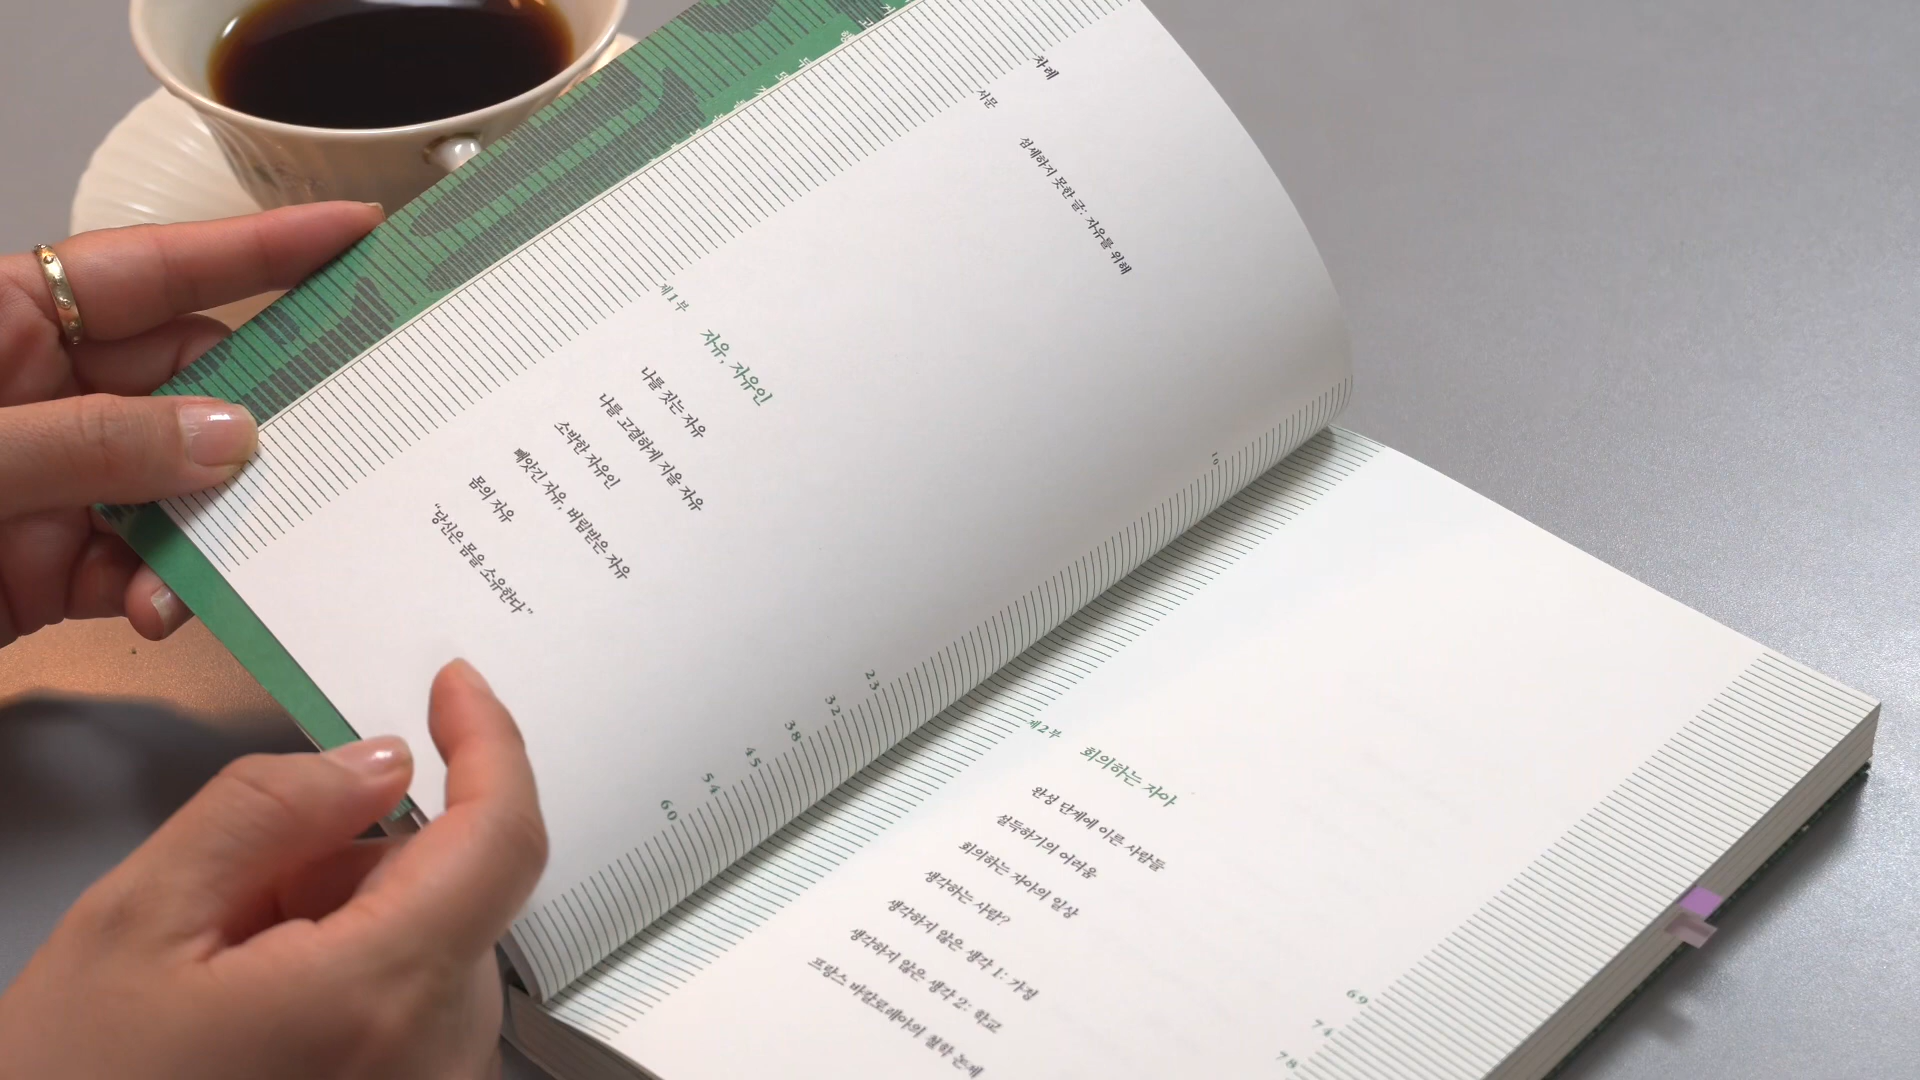 차례
서문
섬세하지 못한 글: 자유를 위해 16
제1부
자유, 자유인
나를 짓는 자유 23
나를 고결하게 지을 자유 32
소박한 자유인 38
빼앗긴 자유, 버림받은 자유 45
몸의 자유 54
“당신은 몸을 소유한다” 60
제2부
회의하는 자아
완성 단계에 이른 사람들 69
설득하기의 어려움 74
회의하는 자아의 일상 78
생각하는 사람?
생각하지 않은 생각 1: 가정
생각하지 않은 생각 2: 학교
프랑스 바칼로레아의 철학 논제